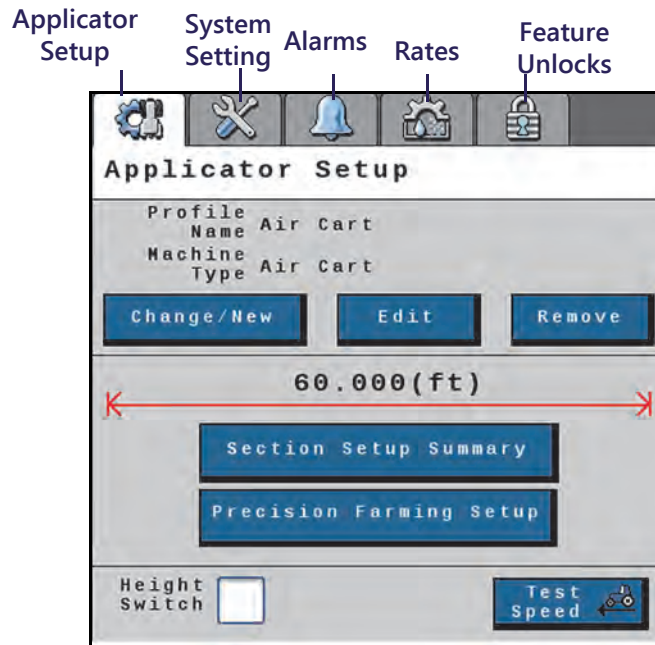 Applicator Setup
System Setting
Alarms
Rates
Feature Unlocks
Applicator Setup
Profile Name Air Cart
Machine Type Air Cart
Change/New Edit Remove
60.000(ft)
Section Setup Summary
Precision Farming Setup
Height Switch
Test Speed